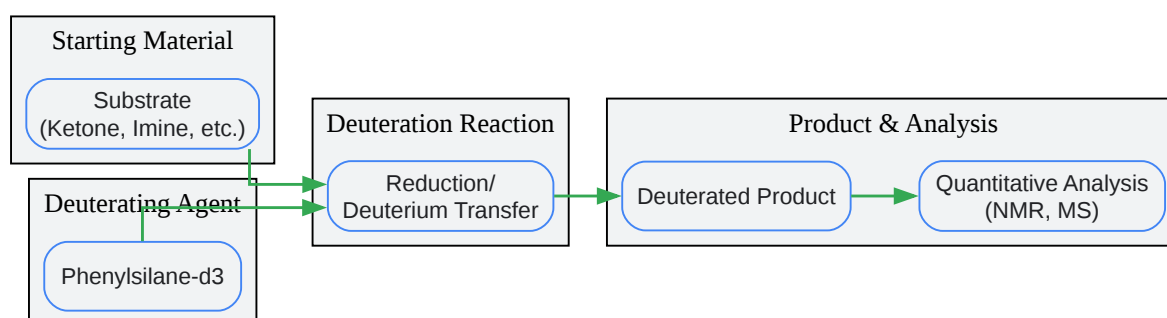 Starting Material
Substrate
(Ketone, Imine, etc.)
Deuterating Agent
Phenylsilane-d3
Deuteration Reaction
Reduction/
Deuterium Transfer
Product & Analysis
Deuterated Product
Quantitative Analysis
(NMR, MS)